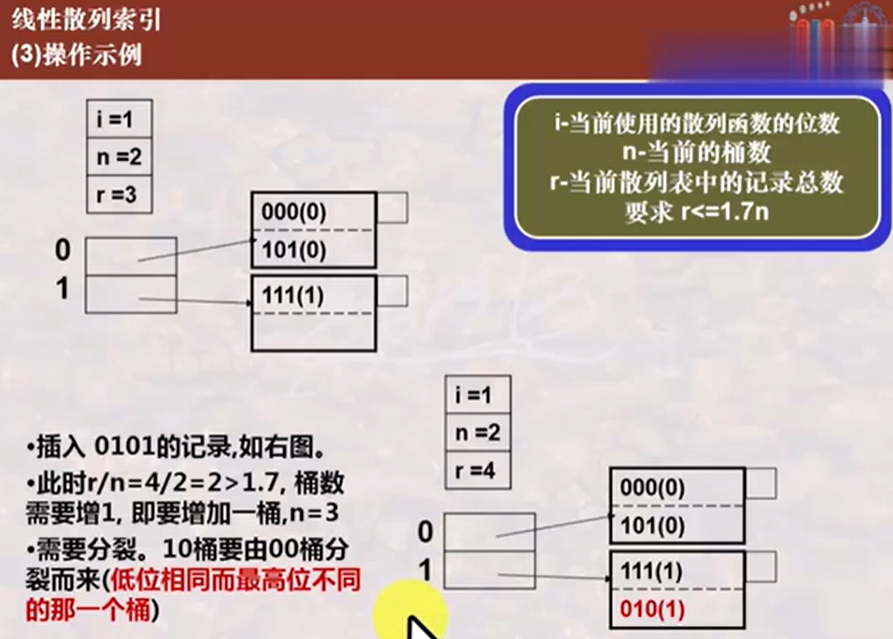 线性散列索引
(3)操作示例
i =1
n =2
r =3
0
1
000(0)
101(0)
111(1)
i-当前使用的散列函数的位数
n-当前的桶数
r-当前散列表中的记录总数
要求 r<=1.7n
•插入 0101的记录,如右图。
•此时r/n=4/2=2>1.7, 桶数
需要增1, 即要增加一桶,n=3
•需要分裂。10桶要由00桶分
裂而来(低位相同而最高位不同
的那一个桶)
i =1
n =2
r =4
0
1
000(0)
101(0)
111(1)
010(1)